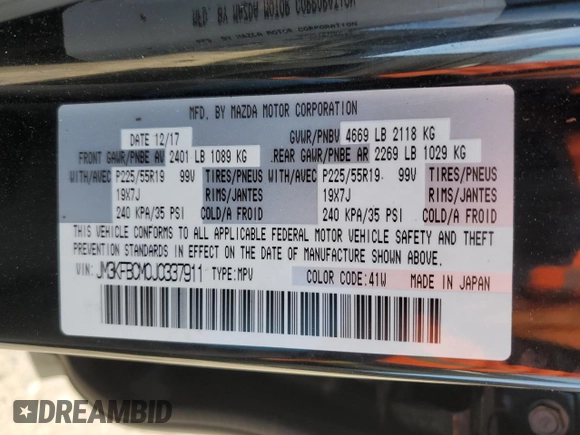 MFD. BY MAZDA MOTOR CORPORATION
DATE 12/17 GVWR/PNBV 4669 LB 2118 KG
FRONT GAWR/PNBE AV 2401 LB 1089 KG REAR GAWR/PNBE AR 2269 LB 1029 KG
WITH/AVEC P225/55R19 99V TIRES/PNEUS WITH/AVEC P225/55R19 99V TIRES/PNEUS
19X7J RIMS/JANTES 19X7J RIMS/JANTES
240 KPA/35 PSI COLD/A FROID 240 KPA/35 PSI COLD/A FROID
THIS VEHICLE CONFORMS TO ALL APPLICABLE FEDERAL MOTOR VEHICLE SAFETY AND THEFT
PREVENTION STANDARDS IN EFFECT ON THE DATE OF MANUFACTURE SHOWN ABOVE.
VIN: JM3KFBCM0J0337911 TYPE:MPV COLOR CODE:41W MADE IN JAPAN
DREAMBID